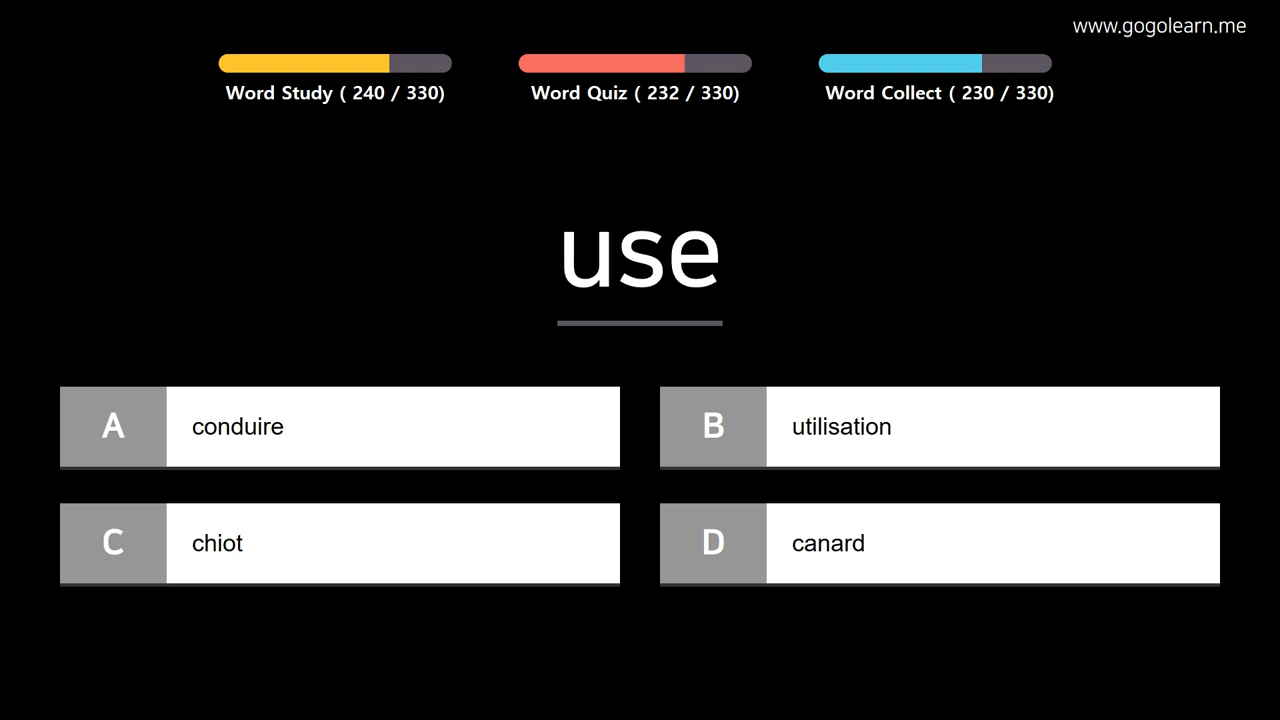 www.gogolearn.me
Word Study ( 240 / 330)
Word Quiz ( 232 / 330)
Word Collect ( 230 / 330)
use
A conduire
B utilisation
C chiot
D canard